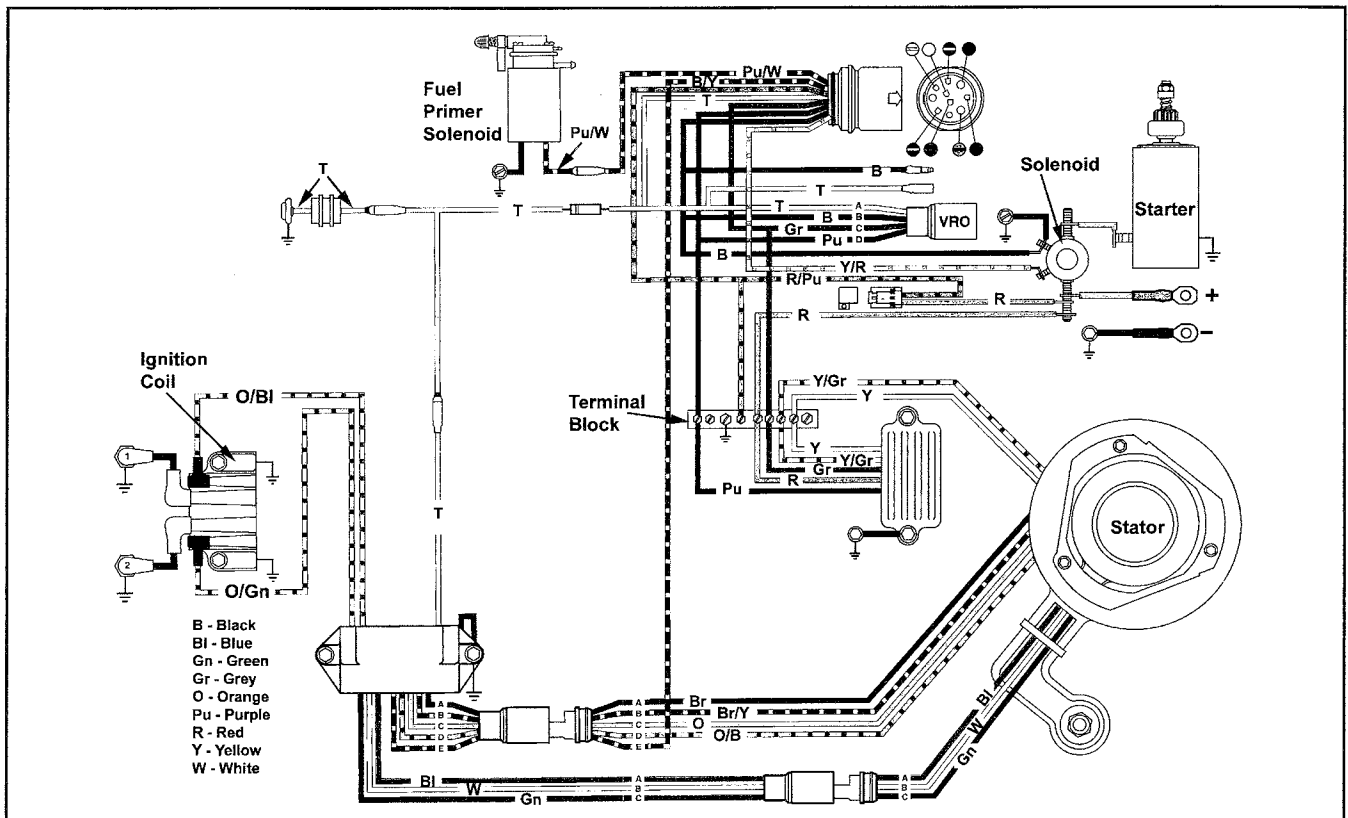 Fuel
Primer
Solenoid
Pu/W
B/Y
T
Pu/W
T
B
T
T
T
A
B
C
D
B
Gr
Pu
VRO
B
Y/R
R/Pu
R
R
Solenoid
Starter
+
-
Ignition
Coil
O/Bl
1
2
O/Gn
T
Terminal
Block
Y/Gr
Y
Y
Y/Gr
Gr
R
Pu
Stator
B - Black
Bl - Blue
Gn - Green
Gr - Grey
O - Orange
Pu - Purple
R - Red
Y - Yellow
W - White
A
B
C
D
E
A
B
C
D
E
Br
Br/Y
O
O/B
Bl
W
Gn
A
B
C
A
B
C
Bl
W
Gn